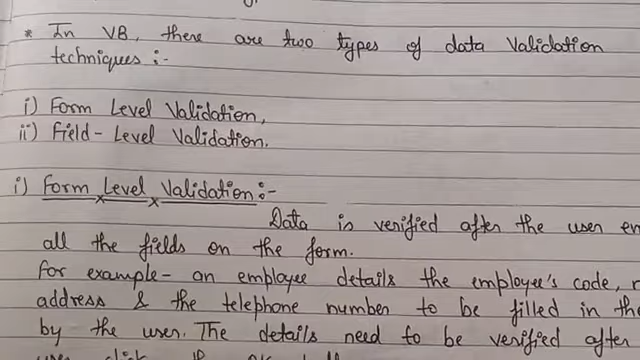 * In VB, there are two types of data validation
techniques :-
i) Form Level Validation,
ii) Field - Level Validation.
i) Form Level Validation :-
Data is verified after the user
all the fields on the form.
For example - an employee details the employee's code,
address & the telephone number to be filled in the
by the user. The details need to be verified after
user click